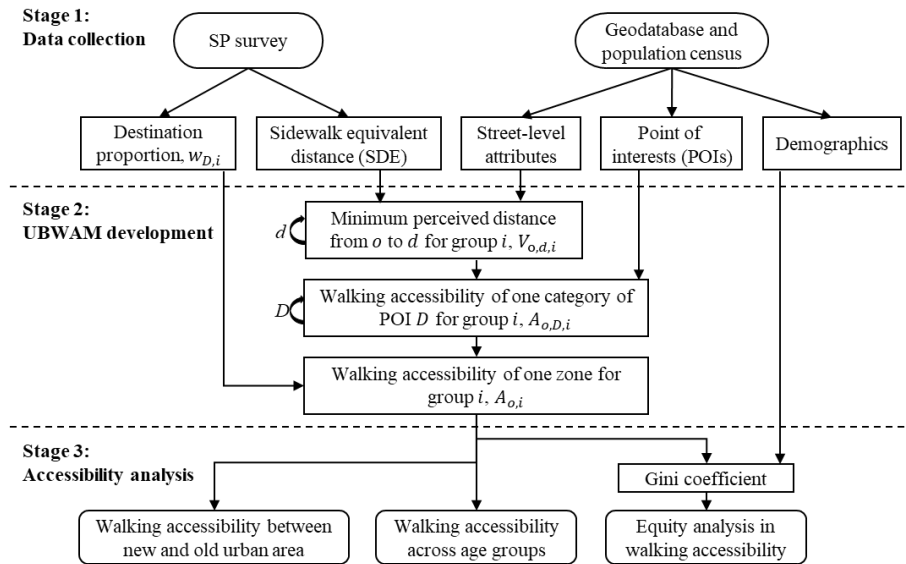 Stage 1:
Data collection
SP survey
Geodatabase and
population census
Destination
proportion, w_{D,i}
Sidewalk equivalent
distance (SDE)
Street-level
attributes
Point of
interests (POIs)
Demographics
Stage 2:
UBWAM development
d
Minimum perceived distance
from o to d for group i, V_{o,d,i}
D
Walking accessibility of one category of
POI D for group i, A_{o,D,i}
Walking accessibility of one zone for
group i, A_{o,i}
Stage 3:
Accessibility analysis
Gini coefficient
Walking accessibility between
new and old urban area
Walking accessibility
across age groups
Equity analysis in
walking accessibility